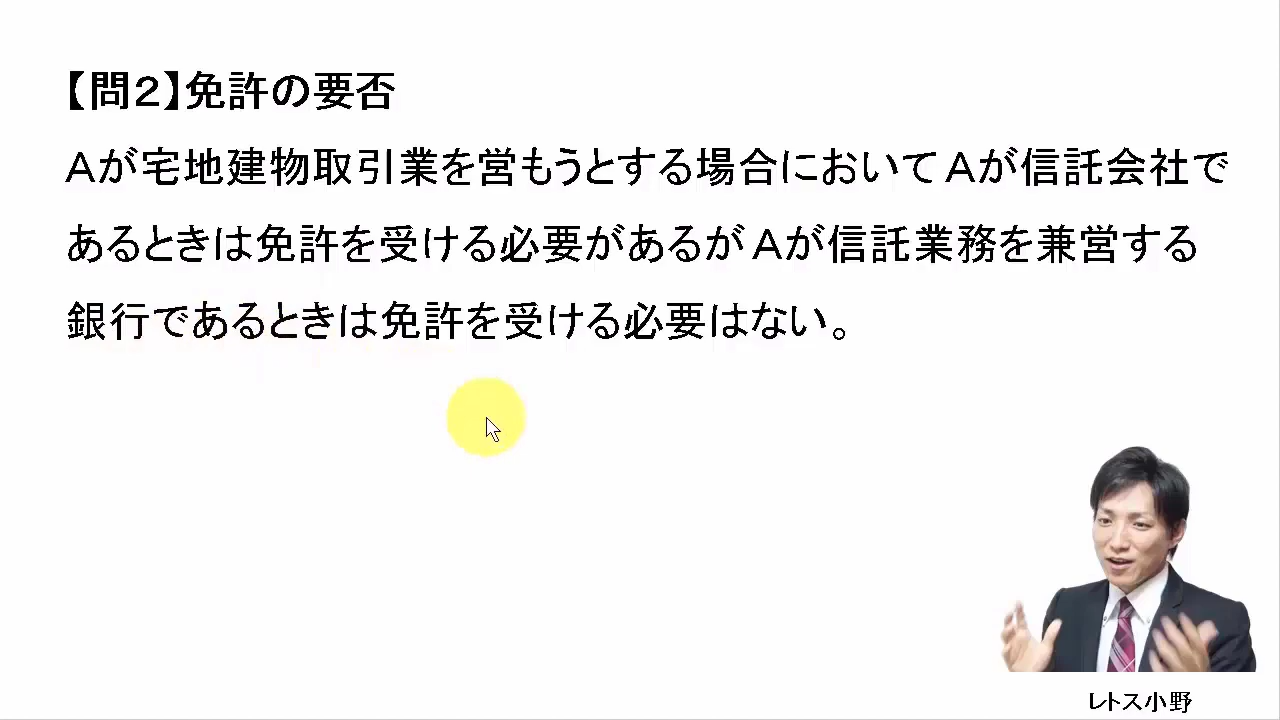 【問２】免許の要否
Ａが宅地建物取引業を営もうとする場合においてＡが信託会社で
あるときは免許を受ける必要があるがＡが信託業務を兼営する
銀行であるときは免許を受ける必要はない。
レトス小野